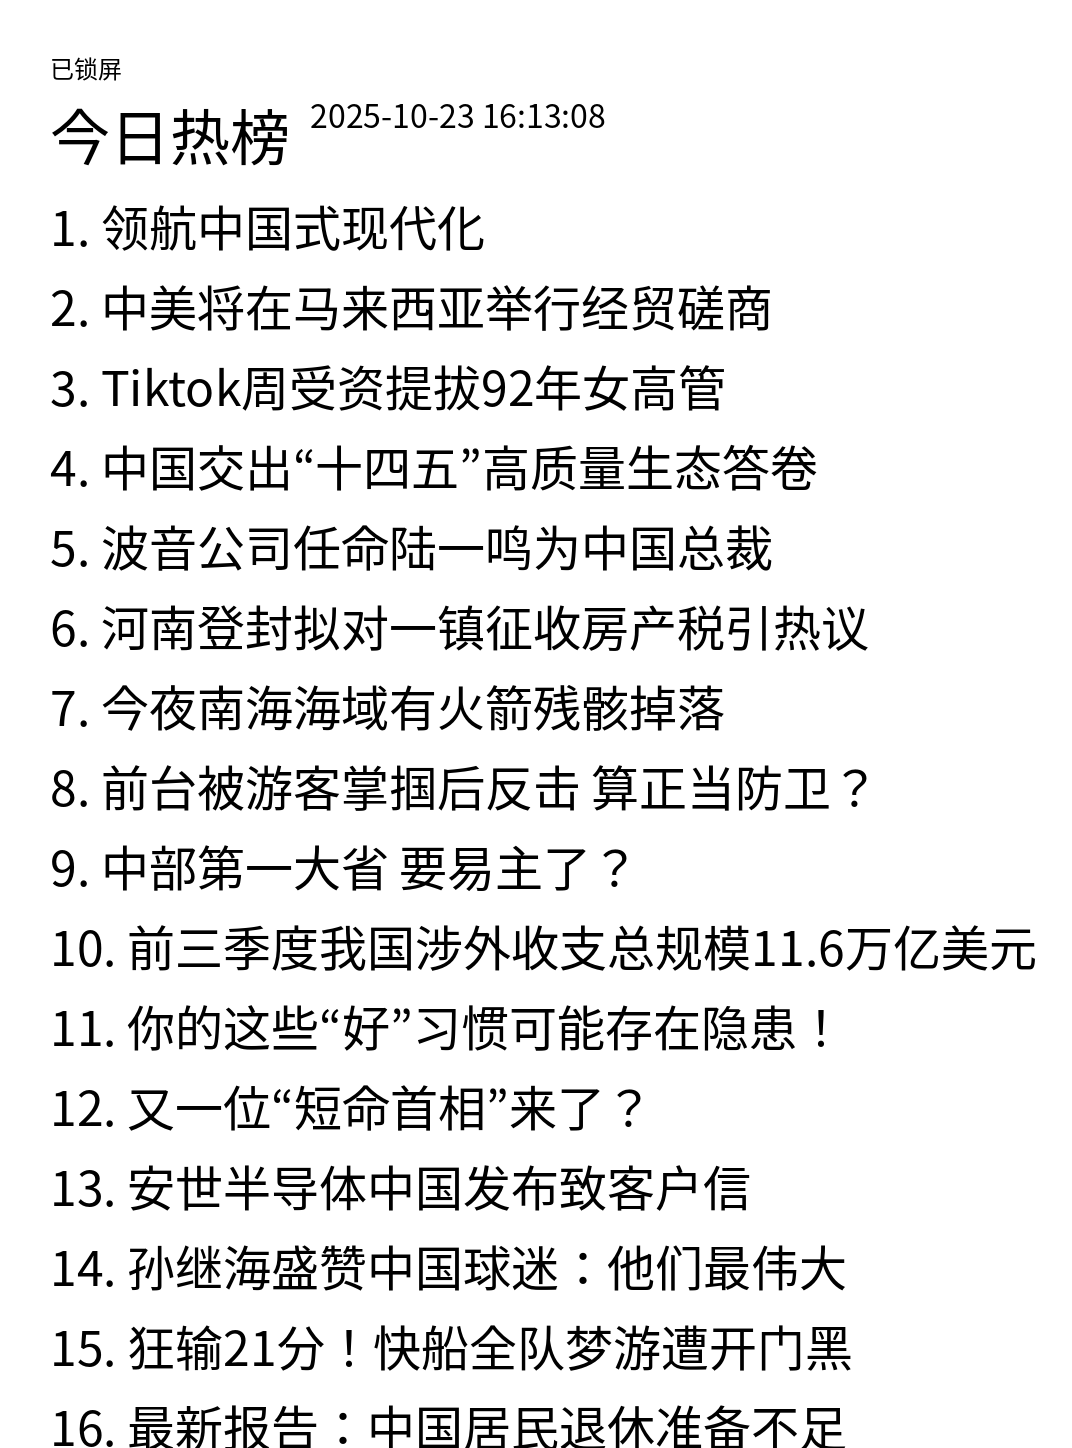 已锁屏
今日热榜 2025-10-23 16:13:08
1. 领航中国式现代化
2. 中美将在马来西亚举行经贸磋商
3. Tiktok周受资提拔92年女高管
4. 中国交出“十四五”高质量生态答卷
5. 波音公司任命陆一鸣为中国总裁
6. 河南登封拟对一镇征收房产税引热议
7. 今夜南海海域有火箭残骸掉落
8. 前台被游客掌掴后反击 算正当防卫？
9. 中部第一大省 要易主了？
10. 前三季度我国涉外收支总规模11.6万亿美元
11. 你的这些“好”习惯可能存在隐患！
12. 又一位“短命首相”来了？
13. 安世半导体中国发布致客户信
14. 孙继海盛赞中国球迷：他们最伟大
15. 狂输21分！快船全队梦游遭开门黑
16. 最新报告：中国居民退休准备不足